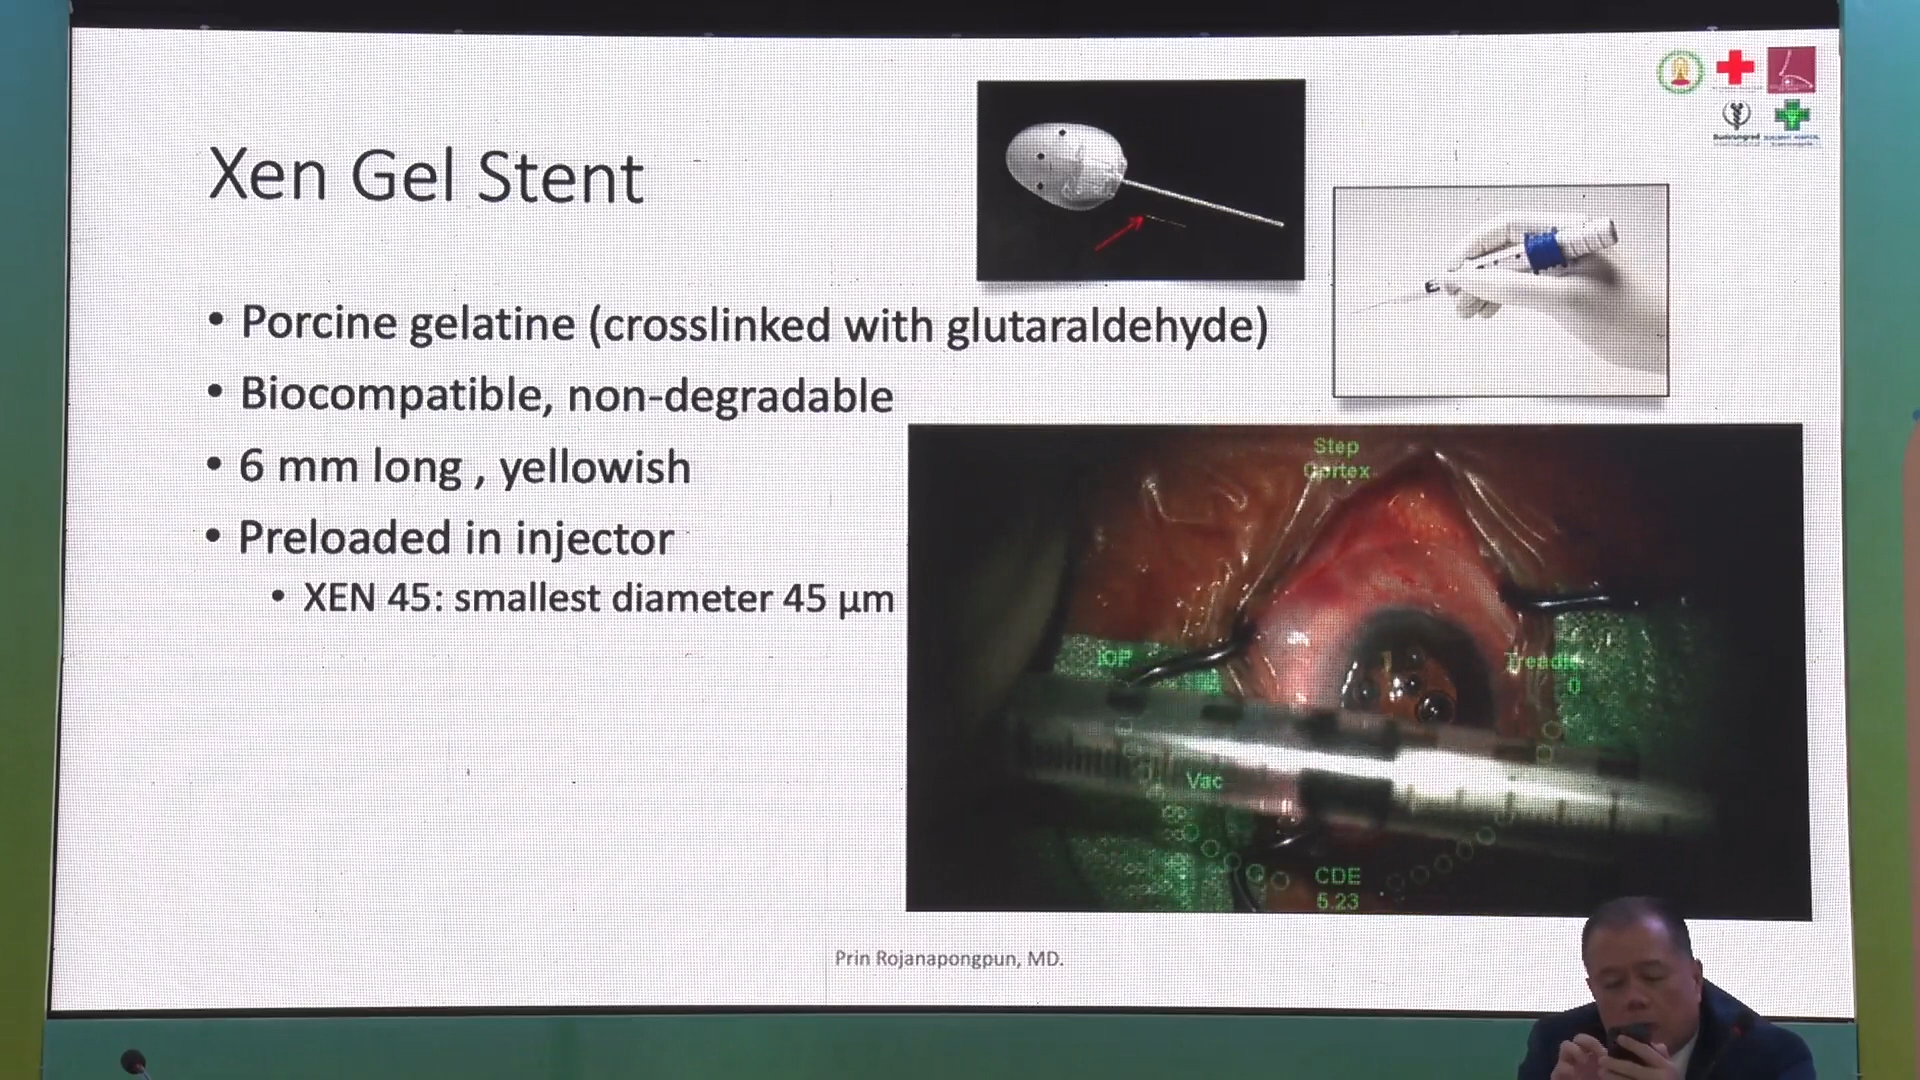 Xen Gel Stent
• Porcine gelatine (crosslinked with glutaraldehyde)
• Biocompatible, non-degradable
• 6 mm long , yellowish
• Preloaded in injector
• XEN 45: smallest diameter 45 µm
Step
Cortex
IOP
Vac
CDE
5.23
0
Prin Rojanapongpun, MD.